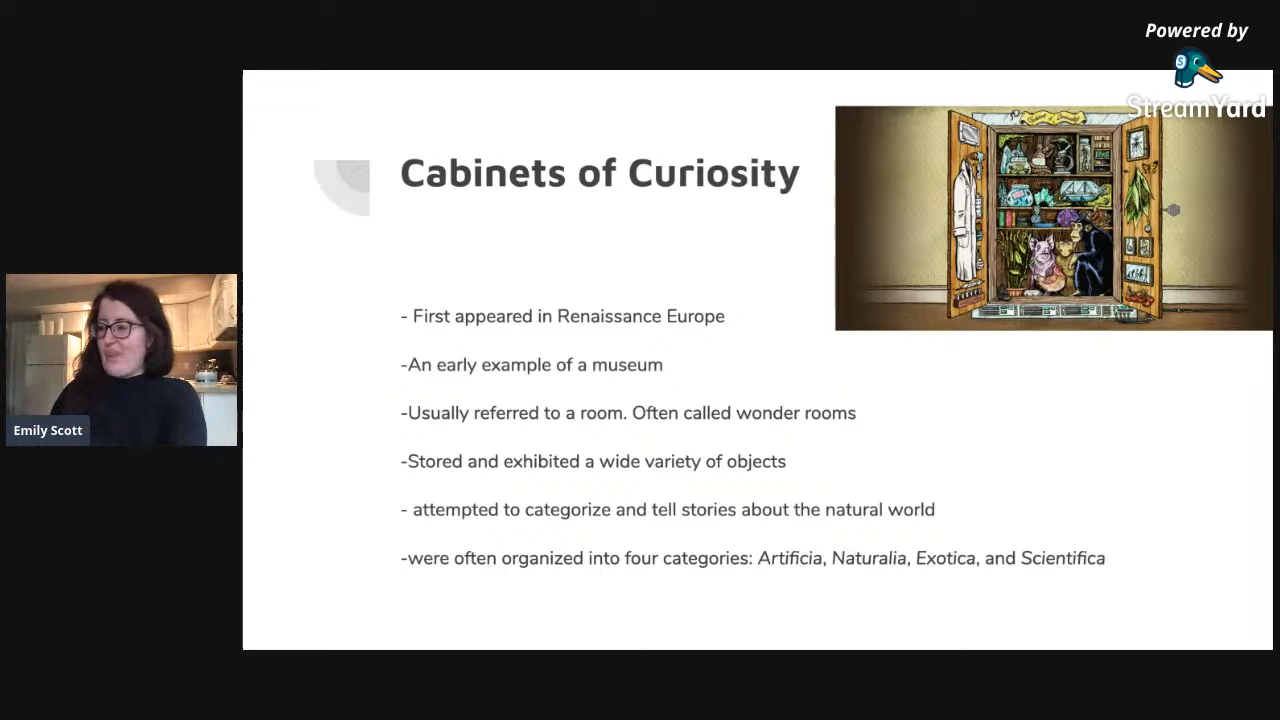 Powered by
StreamYard
Cabinets of Curiosity
- First appeared in Renaissance Europe
-An early example of a museum
-Usually referred to a room. Often called wonder rooms
-Stored and exhibited a wide variety of objects
- attempted to categorize and tell stories about the natural world
-were often organized into four categories: Artificia, Naturalia, Exotica, and Scientifica
Emily Scott